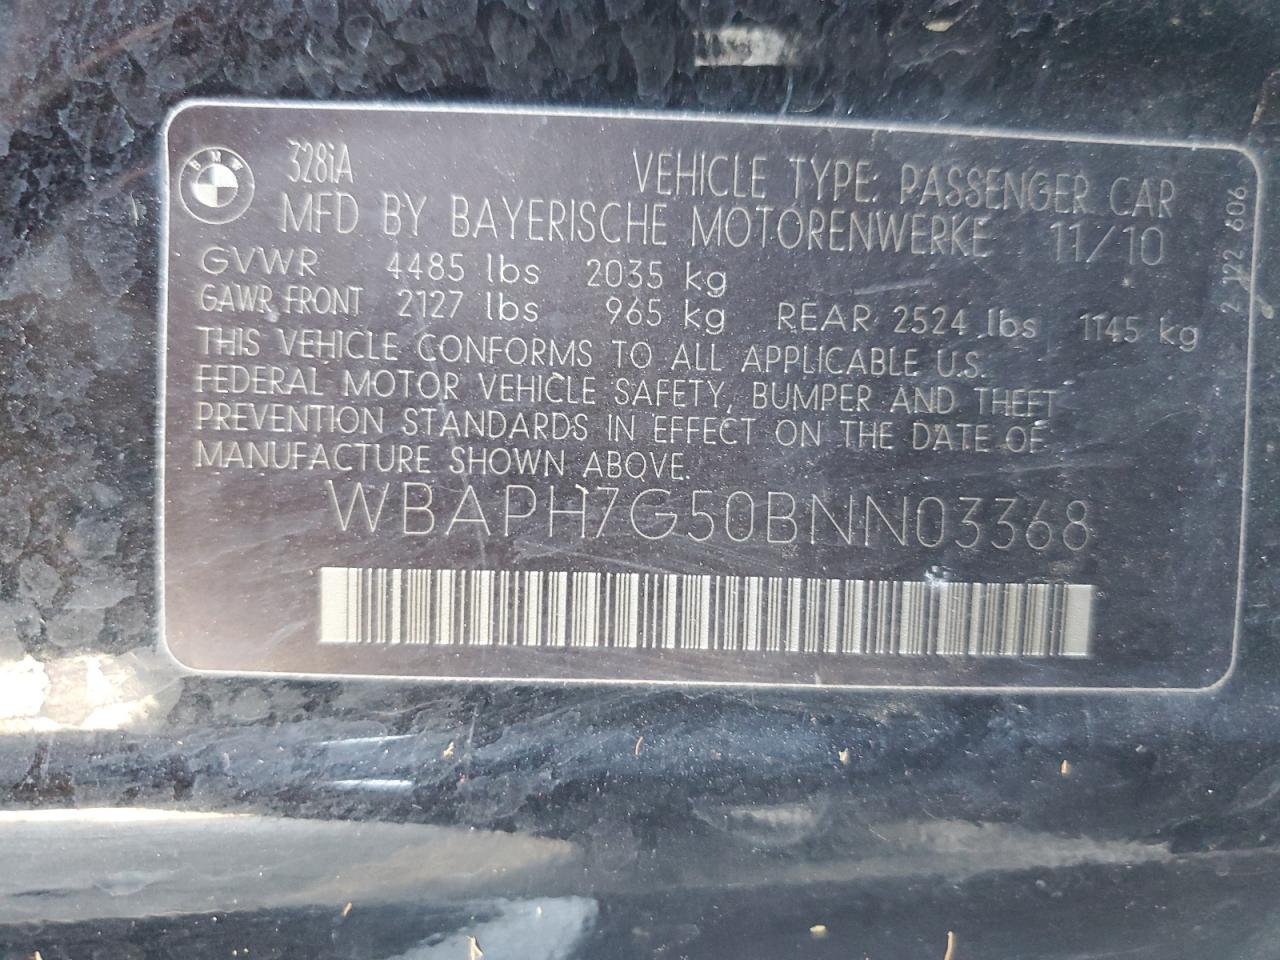 BMW
328iA VEHICLE TYPE: PASSENGER CAR
MFD BY BAYERISCHE MOTORENWERKE 11/10
GVWR 4485 lbs 2035 kg
GAWR FRONT 2127 lbs 965 kg REAR 2524 lbs 1145 kg
THIS VEHICLE CONFORMS TO ALL APPLICABLE U.S.
FEDERAL MOTOR VEHICLE SAFETY, BUMPER AND THEFT
PREVENTION STANDARDS IN EFFECT ON THE DATE OF
MANUFACTURE SHOWN ABOVE.
WBAPH7G50BNN03368
606